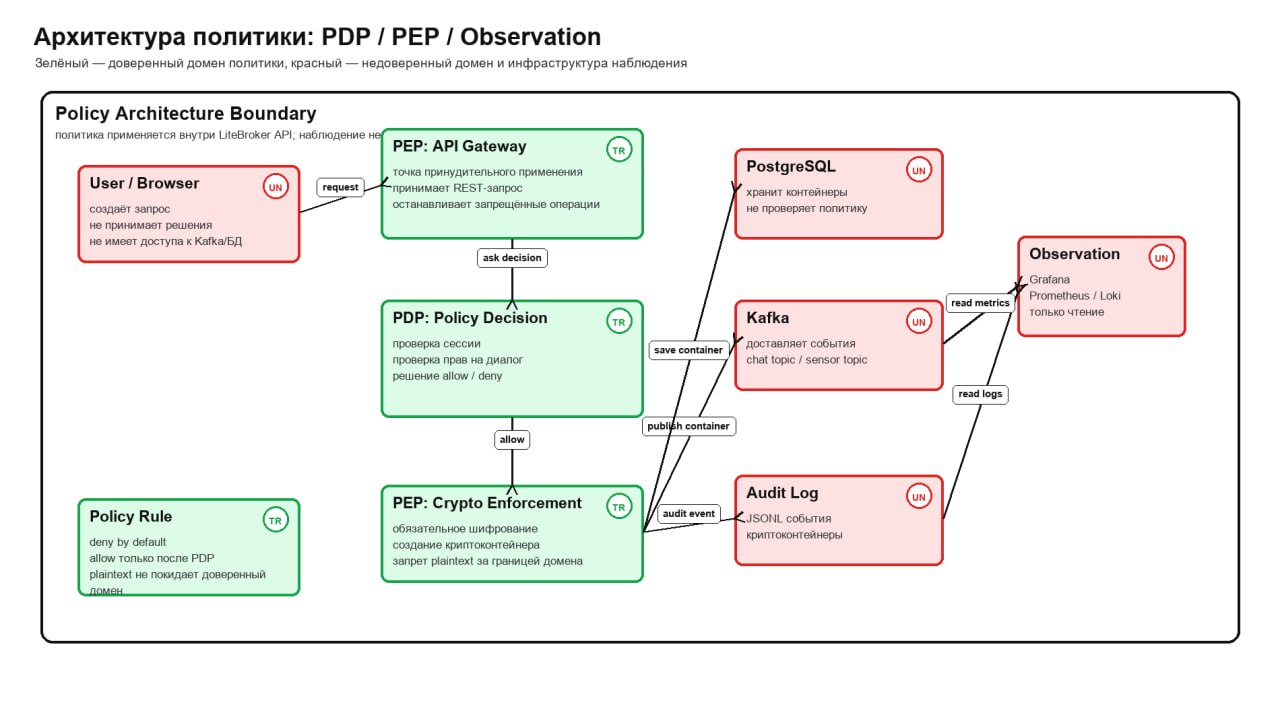 Архитектура политики: PDP / PEP / Observation
Зелёный — доверенный домен политики, красный — недоверенный домен и инфраструктура наблюдения
Policy Architecture Boundary
политика применяется внутри LiteBroker API; наблюдение не
User / Browser
UN
создаёт запрос
не принимает решения
не имеет доступа к Kafka/БД
request
PEP: API Gateway
TR
точка принудительного применения
принимает REST-запрос
останавливает запрещённые операции
ask decision
PDP: Policy Decision
TR
проверка сессии
проверка прав на диалог
решение allow / deny
allow
PEP: Crypto Enforcement
TR
обязательное шифрование
создание криптоконтейнера
запрет plaintext за границей домена
Policy Rule
TR
deny by default
allow только после PDP
plaintext не покидает доверенный
домен
save container
publish container
audit event
PostgreSQL
UN
хранит контейнеры
не проверяет политику
Kafka
UN
доставляет события
chat topic / sensor topic
Audit Log
UN
JSONL события
криптоконтейнеры
read metrics
read logs
Observation
UN
Grafana
Prometheus / Loki
только чтение